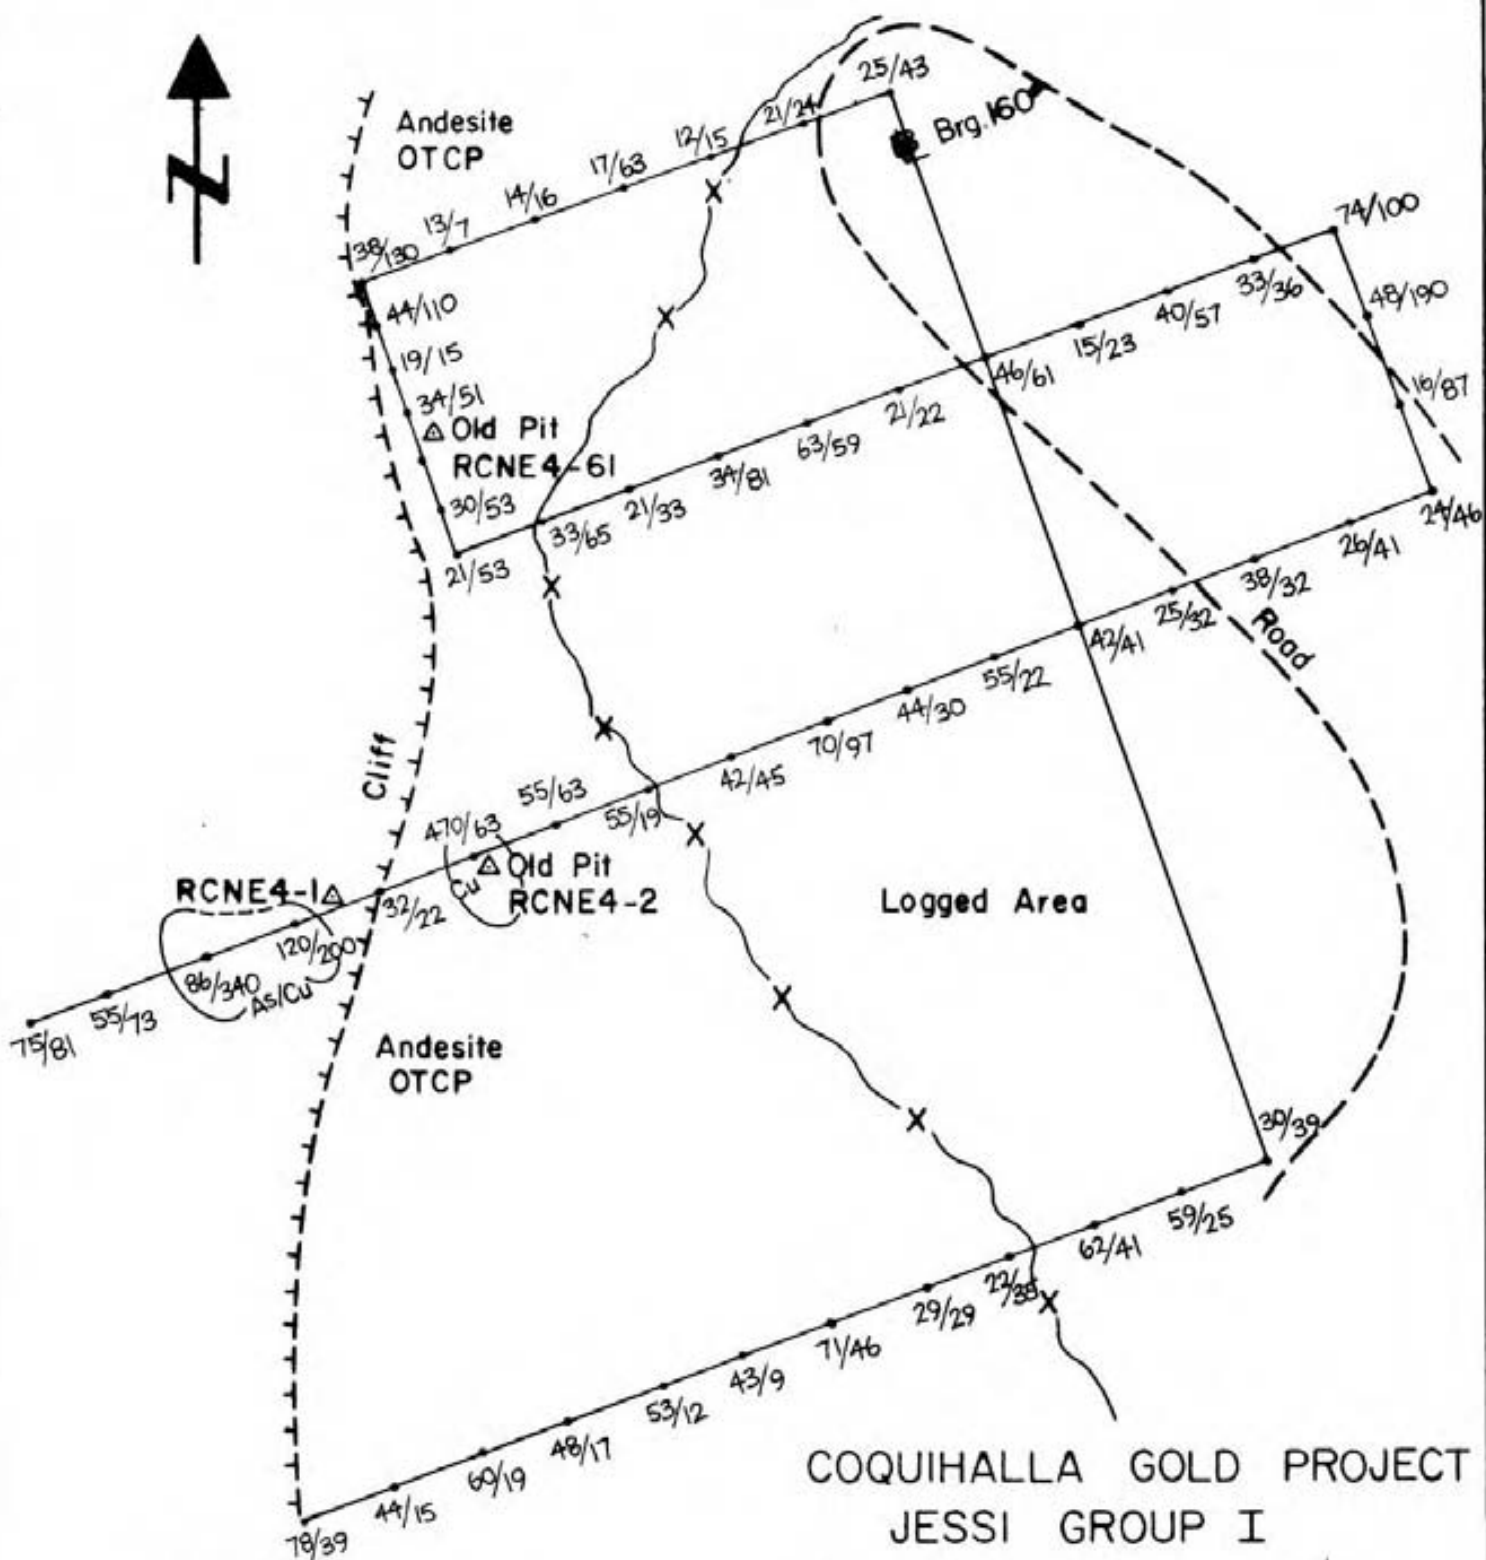 N
Andesite
OTCP
25/43
21/24
12/15
17/63
14/16
13/7
38/130
Brg. 160°
44/110
19/15
34/51
Old Pit
RCNE4-61
30/53
21/53
33/65
21/33
34/81
63/59
21/22
46/61
15/23
40/57
33/36
74/100
48/190
16/87
24/46
26/41
38/32
25/32
Road
42/41
55/22
44/30
70/97
42/45
55/19
55/63
470/63
Cu
Old Pit
RCNE4-2
Cliff
RCNE4-1
32/22
120/200
86/340
As/Cu
55/73
75/81
Logged Area
Andesite
OTCP
30/39
59/25
62/41
22/35
29/29
71/46
43/9
53/12
48/17
60/19
44/15
78/39
COQUIHALLA GOLD PROJECT
JESSI GROUP I